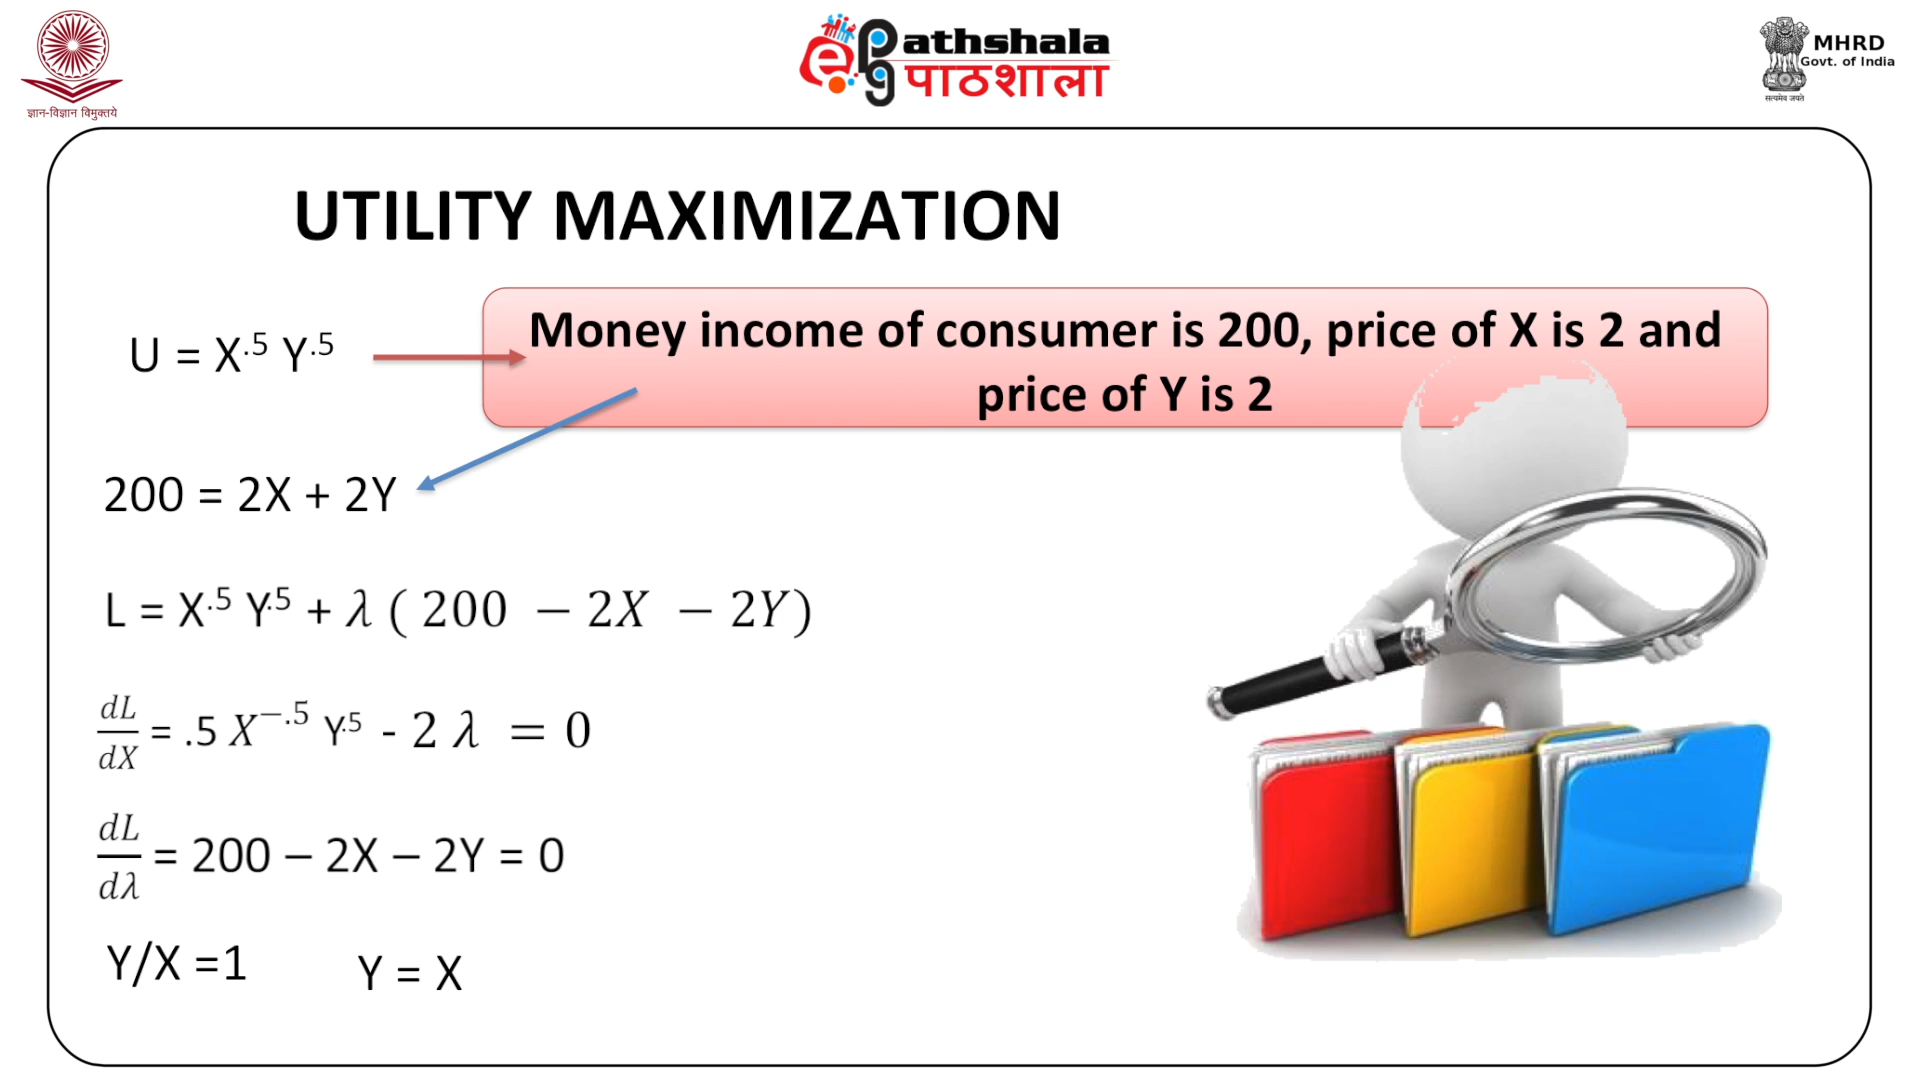 ज्ञान-विज्ञान विमुक्तये
e PG athshala
पाठशाला
MHRD
Govt. of India
सत्यमेव जयते
UTILITY MAXIMIZATION
U = X^.5 Y^.5
Money income of consumer is 200, price of X is 2 and
price of Y is 2
200 = 2X + 2Y
L = X^.5 Y^.5 + λ ( 200 − 2X − 2Y)
dL/dX = .5 X^−.5 Y^.5 - 2 λ = 0
dL/dλ = 200 – 2X – 2Y = 0
Y/X =1 Y = X